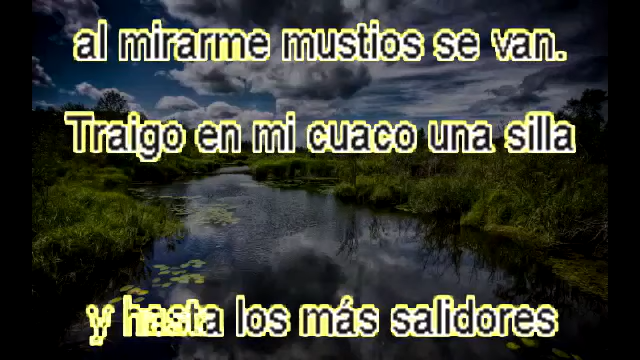 al mirarme mustios se van.
Traigo en mi cuaco una silla
y hasta los más salidores